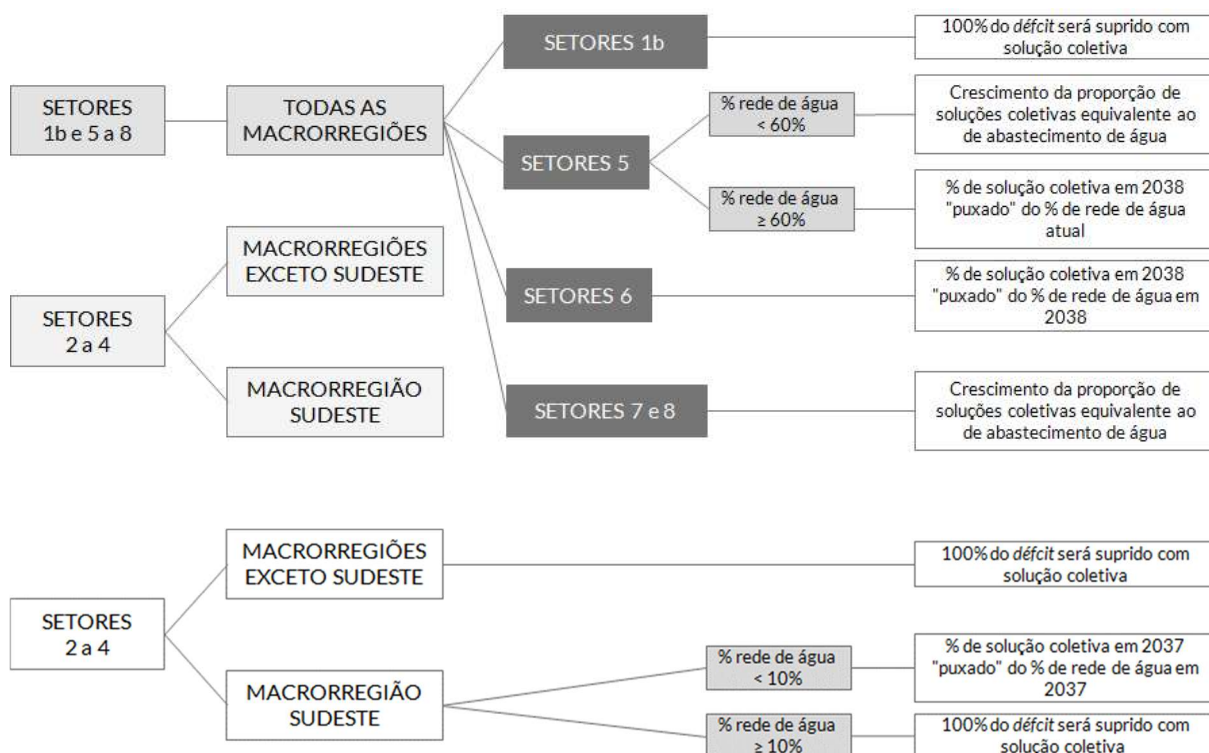 SETORES
1b e 5 a 8
TODAS AS
MACRORREGIÕES
SETORES 1b
100% do défcit será suprido com
solução coletiva
SETORES 5
% rede de água
< 60%
Crescimento da proporção de
soluções coletivas equivalente ao
de abastecimento de água
% rede de água
≥ 60%
% de solução coletiva em 2038
"puxado" do % de rede de água
atual
SETORES 6
% de solução coletiva em 2038
"puxado" do % de rede de água em
2038
SETORES 7 e 8
Crescimento da proporção de
soluções coletivas equivalente ao
de abastecimento de água
SETORES
2 a 4
MACRORREGIÕES
EXCETO SUDESTE
MACRORREGIÃO
SUDESTE
SETORES
2 a 4
MACRORREGIÕES
EXCETO SUDESTE
100% do défcit será suprido com
solução coletiva
MACRORREGIÃO
SUDESTE
% rede de água
< 10%
% de solução coletiva em 2037
"puxado" do % de rede de água em
2037
% rede de água
≥ 10%
100% do défcit será suprido com
solução coletiva